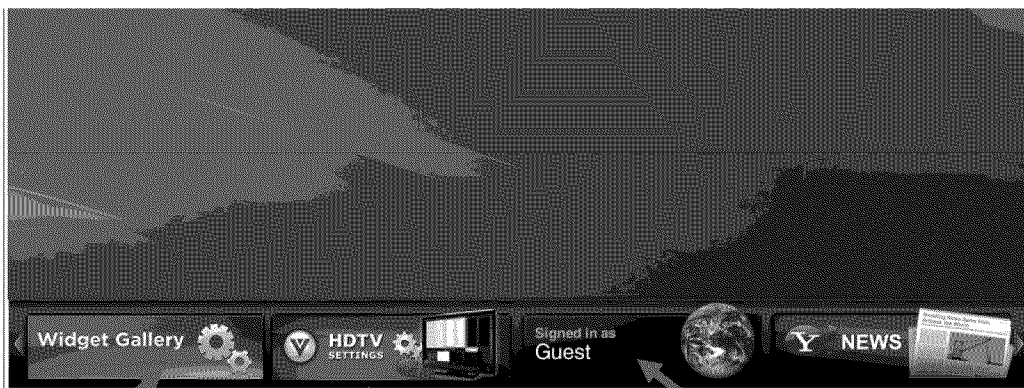 Widget Gallery
HDTV
SETTINGS
Signed in as
Guest
Y NEWS